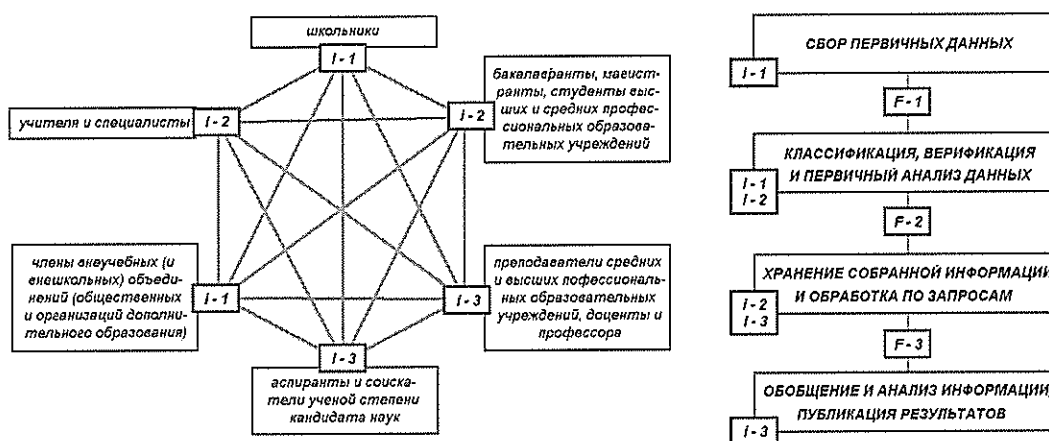 школьники
I - 1
бакалавранты, магист-
ранты, студенты выс-
ших и средних профес-
сиональных образова-
тельных учреждений
I - 2
учителя и специалисты
I - 2
члены внеучебных (и
внешкольных) объеди-
нений (общественных
и организаций дополни-
тельного образования)
I - 1
преподаватели средних
и высших пофессиональ-
ных образовательных
учреждений, доценты и
профессора
I - 3
I - 3
аспиранты и соиска-
тели ученой степени
кандидата наук
СБОР ПЕРВИЧНЫХ ДАННЫХ
I - 1
F - 1
КЛАССИФИКАЦИЯ, ВЕРИФИКАЦИЯ
И ПЕРВИЧНЫЙ АНАЛИЗ ДАННЫХ
I - 1
I - 2
F - 2
ХРАНЕНИЕ СОБРАННОЙ ИНФОРМАЦИИ
И ОБРАБОТКА ПО ЗАПРОСАМ
I - 2
I - 3
F - 3
ОБОБЩЕНИЕ И АНАЛИЗ ИНФОРМАЦИИ,
ПУБЛИКАЦИЯ РЕЗУЛЬТАТОВ
I - 3